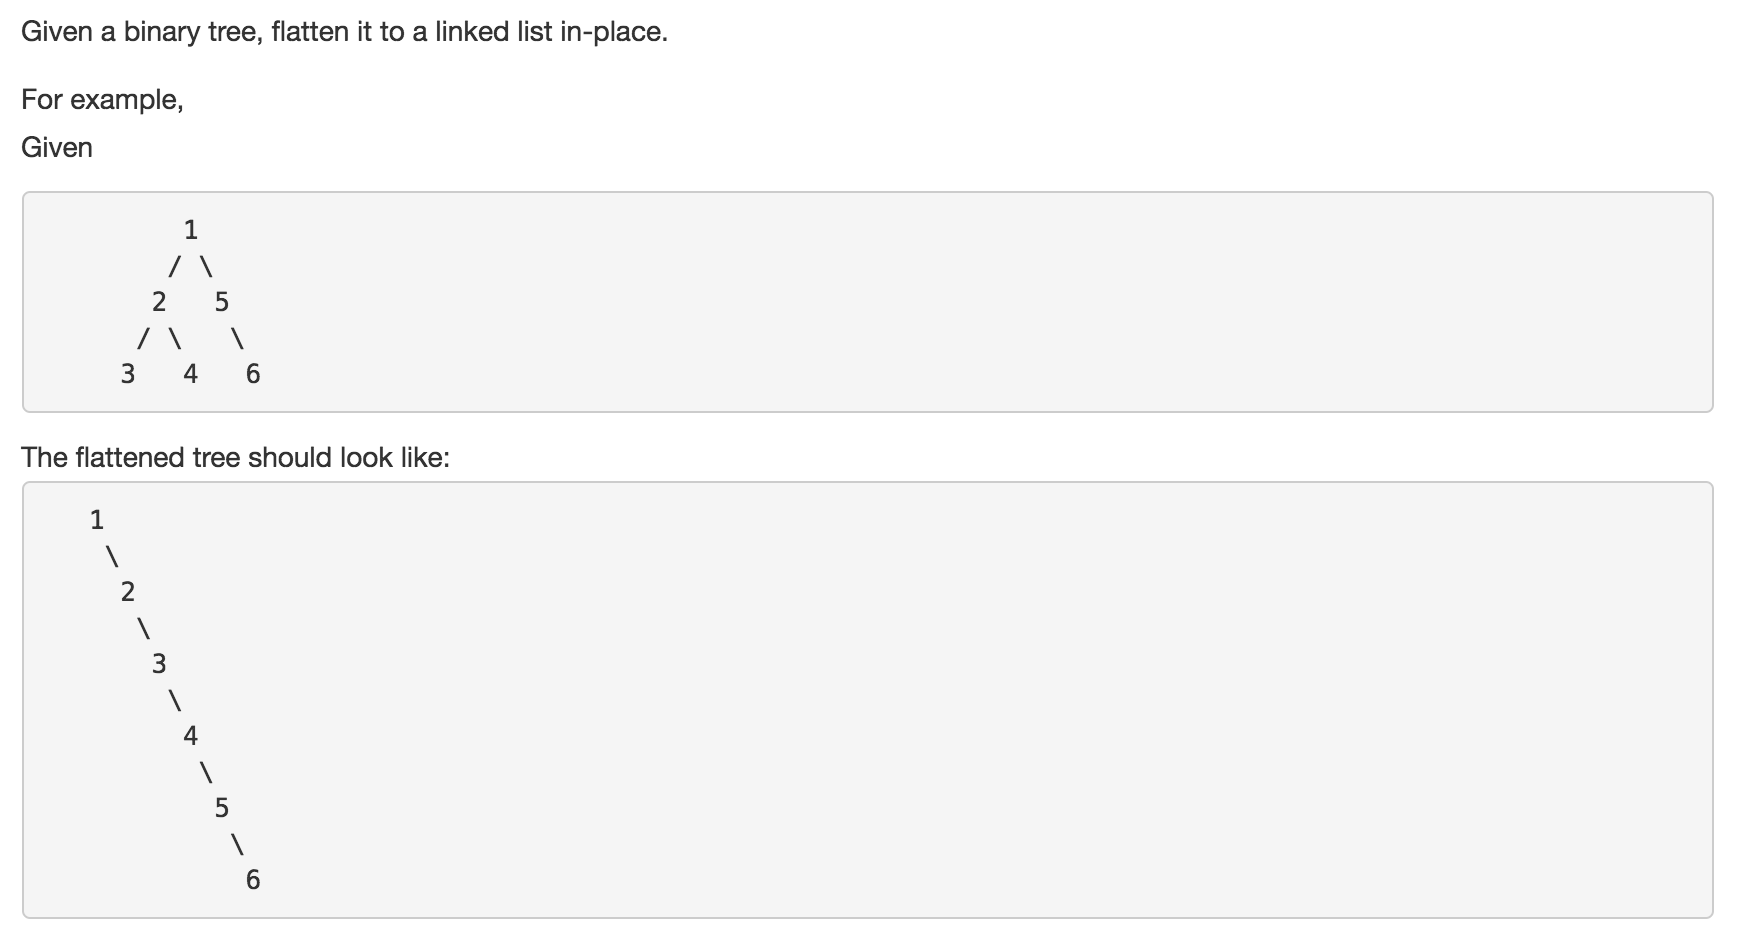 Given a binary tree, flatten it to a linked list in-place.
For example,
Given
         1
        / \
       2   5
      / \   \
     3   4   6
The flattened tree should look like:
   1
    \
     2
      \
       3
        \
         4
          \
           5
            \
             6